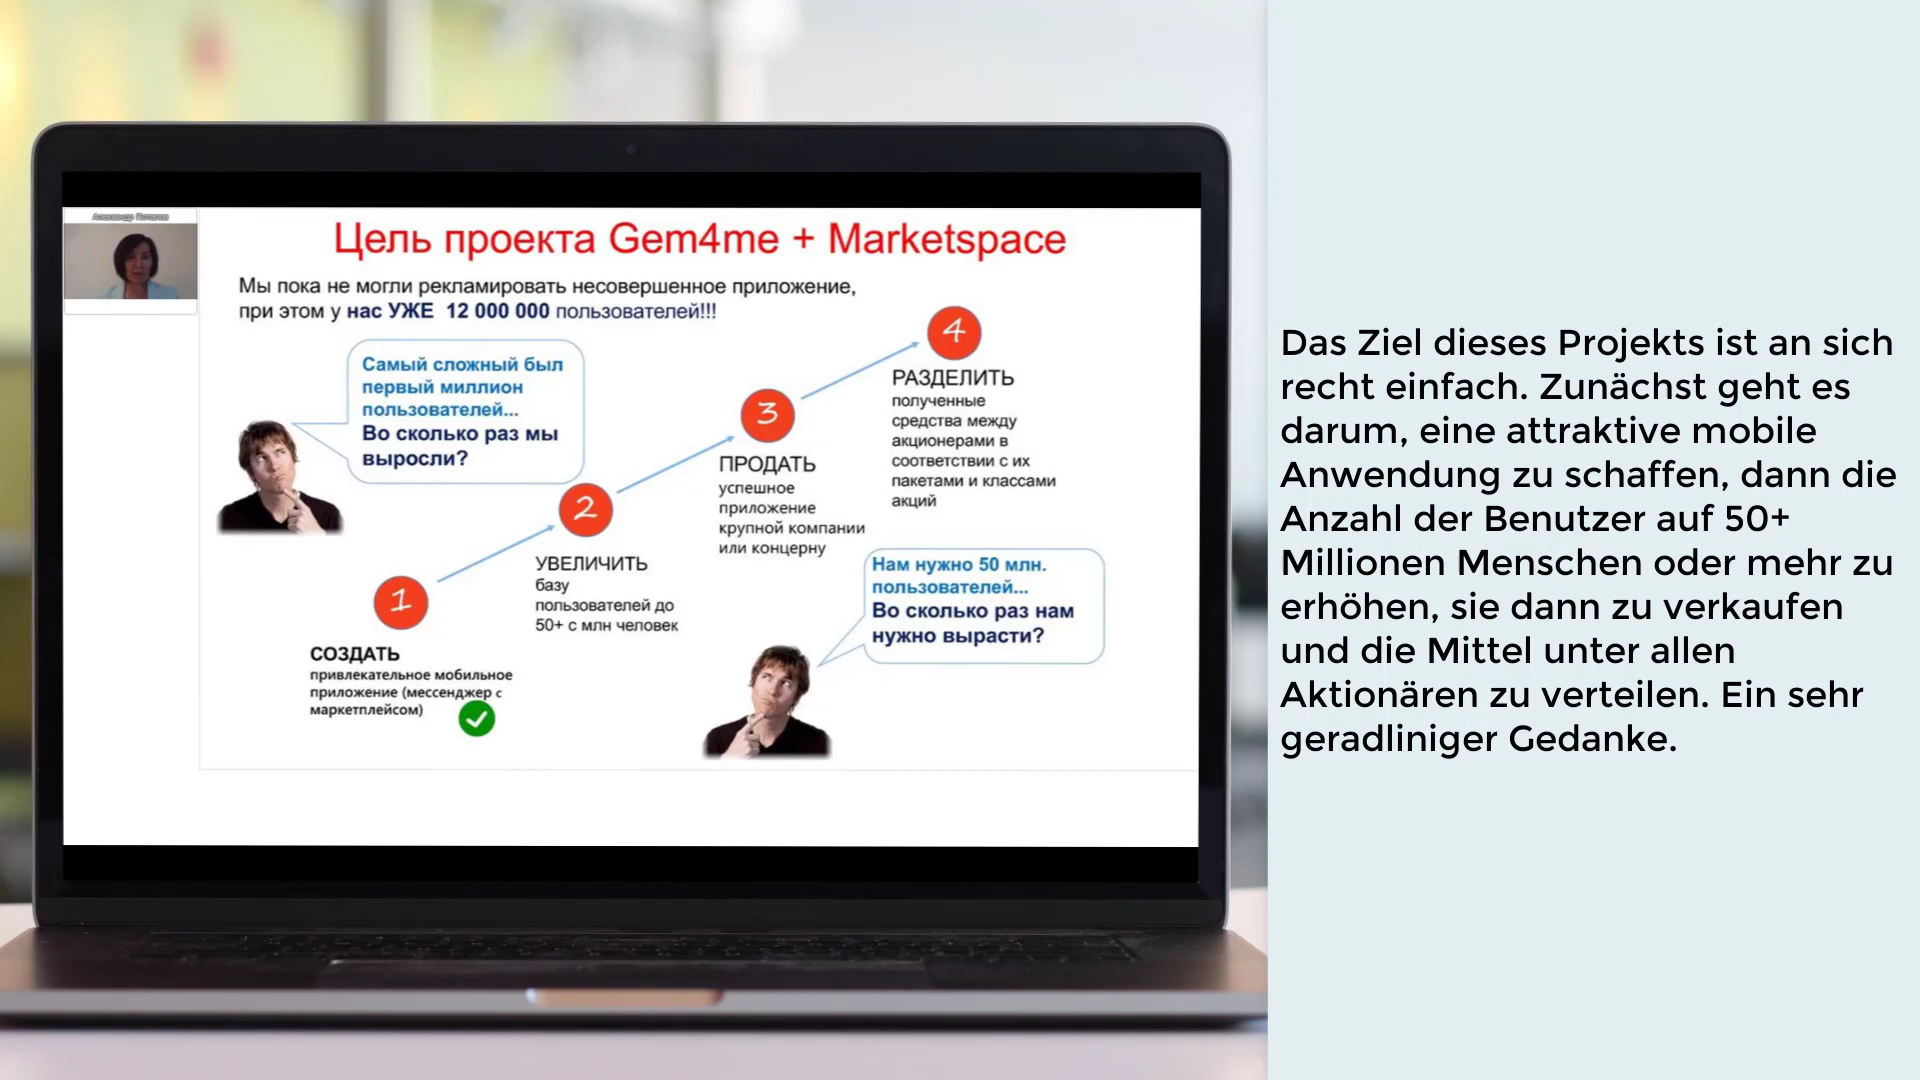 Александр Потапов
Цель проекта Gem4me + Marketspace
Мы пока не могли рекламировать несовершенное приложение,
при этом у нас УЖЕ 12 000 000 пользователей!!!
Самый сложный был
первый миллион
пользователей...
Во сколько раз мы
выросли?
1
СОЗДАТЬ
привлекательное мобильное
приложение (мессенджер с
маркетплейсом)
2
УВЕЛИЧИТЬ
базу
пользователей до
50+ с млн человек
3
ПРОДАТЬ
успешное
приложение
крупной компании
или концерну
4
РАЗДЕЛИТЬ
полученные
средства между
акционерами в
соответствии с их
пакетами и классами
акций
Нам нужно 50 млн.
пользователей...
Во сколько раз нам
нужно вырасти?
Das Ziel dieses Projekts ist an sich
recht einfach. Zunächst geht es
darum, eine attraktive mobile
Anwendung zu schaffen, dann die
Anzahl der Benutzer auf 50+
Millionen Menschen oder mehr zu
erhöhen, sie dann zu verkaufen
und die Mittel unter allen
Aktionären zu verteilen. Ein sehr
geradliniger Gedanke.